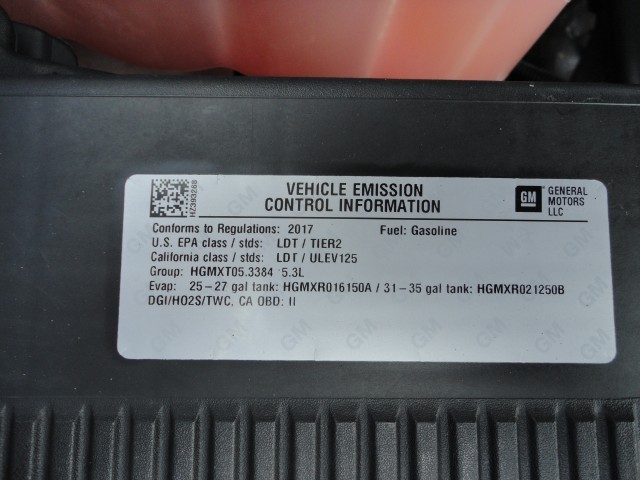 VEHICLE EMISSION
CONTROL INFORMATION
GM
GENERAL
MOTORS
LLC
Conforms to Regulations: 2017 Fuel: Gasoline
U.S. EPA class / stds: LDT / TIER2
California class / stds: LDT / ULEV125
Group: HGMXT05.3384 5.3L
Evap: 25-27 gal tank: HGMXR016150A / 31-35 gal tank: HGMXR021250B
DGI/HO2S/TWC, CA OBD: II